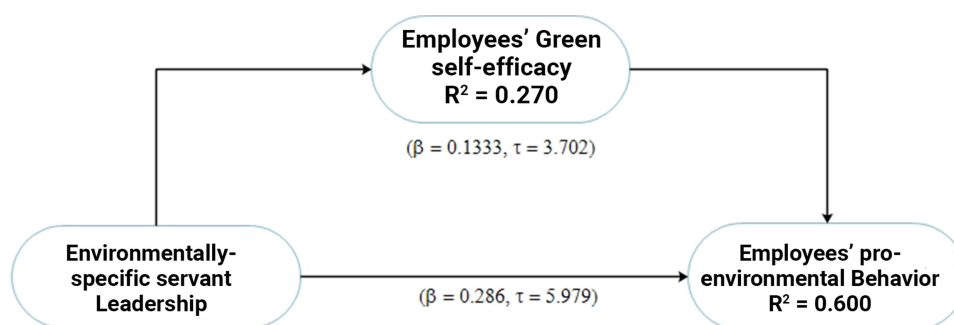 Employees’ Green
self-efficacy
R² = 0.270
(β = 0.1333, τ = 3.702)
Environmentally-
specific servant
Leadership
(β = 0.286, τ = 5.979)
Employees’ pro-
environmental Behavior
R² = 0.600